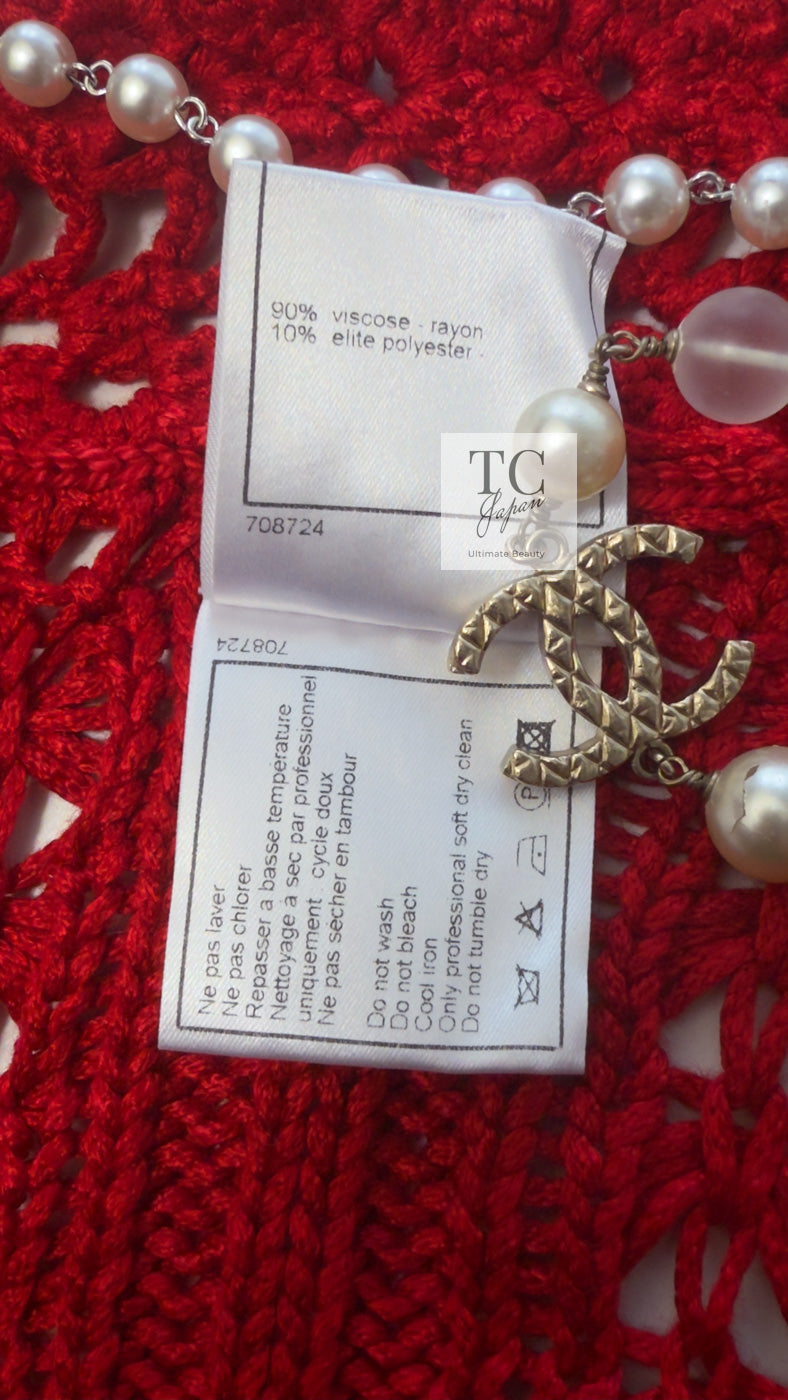 90% viscose - rayon
10% elite polyester -
708724
TC
Japan
Ultimate Beauty
708724
Ne pas laver
Ne pas chlorer
Repasser a basse température
Nettoyage à sec par professionnel
uniquement . cycle doux
Ne pas sécher en tambour
Do not wash
Do not bleach
Cool iron
Only professional soft dry clean
Do not tumble dry
P